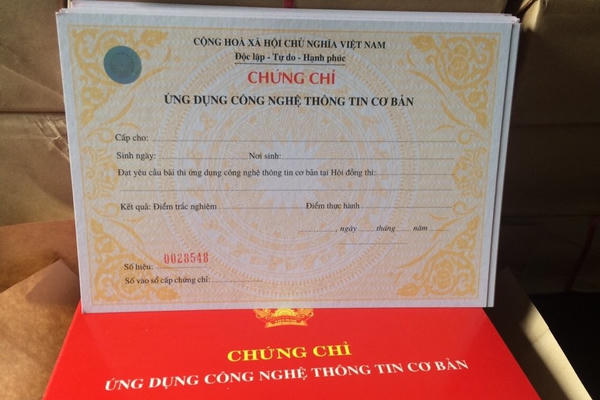 CỘNG HOÀ XÃ HỘI CHỦ NGHĨA VIỆT NAM
Độc lập - Tự do - Hạnh phúc
CHỨNG CHỈ
ỨNG DỤNG CÔNG NGHỆ THÔNG TIN CƠ BẢN
Cấp cho:
Sinh ngày: Nơi sinh:
Đạt yêu cầu bài thi ứng dụng công nghệ thông tin cơ bản tại Hội đồng thi:
Kết quả: Điểm trắc nghiệm Điểm thực hành
, ngày tháng năm
Số hiệu: 0028548
Số vào sổ cấp chứng chỉ:
CHỨNG CHỈ
ỨNG DỤNG CÔNG NGHỆ THÔNG TIN CƠ BẢN